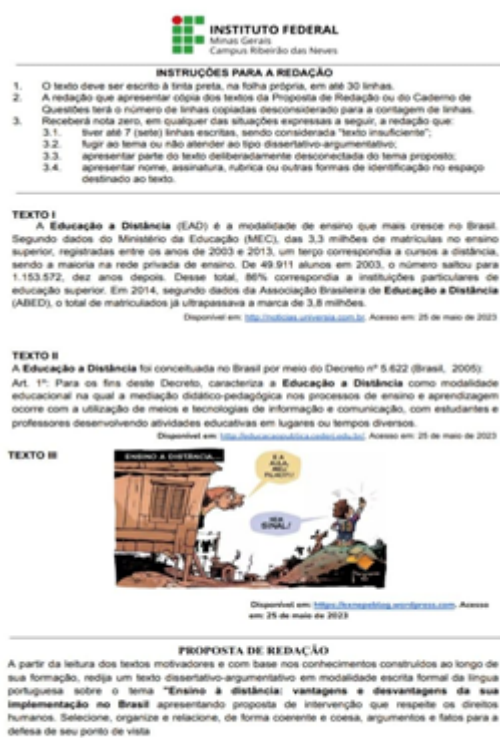 INSTITUTO FEDERAL
Minas Gerais
Campus Ribeirão das Neves
INSTRUÇÕES PARA A REDAÇÃO
1. O texto deve ser escrito à tinta preta, na folha própria, em até 30 linhas.
2. A redação que apresentar cópia dos textos da Proposta de Redação ou do Caderno de
Questões terá o número de linhas copiadas desconsiderado para a contagem de linhas.
3. Receberá nota zero, em qualquer das situações expressas a seguir, a redação que:
3.1. tiver até 7 (sete) linhas escritas, sendo considerada "texto insuficiente";
3.2. fugir ao tema ou não atender ao tipo dissertativo-argumentativo;
3.3. apresentar parte do texto deliberadamente desconectada do tema proposto;
3.4. apresentar nome, assinatura, rubrica ou outras formas de identificação no espaço
destinado ao texto.
TEXTO I
A Educação a Distância (EAD) é a modalidade de ensino que mais cresce no Brasil.
Segundo dados do Ministério da Educação (MEC), das 3,3 milhões de matrículas no ensino
superior, registradas entre os anos de 2003 e 2013, um terço correspondia a cursos a distância,
sendo a maioria na rede privada de ensino. De 49.911 alunos em 2003, o número saltou para
1.153.572, dez anos depois. Desse total, 86% correspondia a instituições particulares de
educação superior. Em 2014, segundo dados da Associação Brasileira de Educação a Distância
(ABED), o total de matriculados já ultrapassava a marca de 3,8 milhões.
Disponível em: http://noticias.universia.com.br. Acesso em: 25 de maio de 2023
TEXTO II
A Educação a Distância foi conceituada no Brasil por meio do Decreto nº 5.622 (Brasil, 2005):
Art. 1º: Para os fins deste Decreto, caracteriza a Educação a Distância como modalidade
educacional na qual a mediação didático-pedagógica nos processos de ensino e aprendizagem
ocorre com a utilização de meios e tecnologias de informação e comunicação, com estudantes e
professores desenvolvendo atividades educativas em lugares ou tempos diversos.
Disponível em: Acesso em: 25 de maio de 2023
TEXTO III
ENSINO A DISTÂNCIA...
E A
AULA,
MEU
FILHO?!
SEM
SINAL!
Disponível em: Acesso
em: 25 de maio de 2023
PROPOSTA DE REDAÇÃO
A partir da leitura dos textos motivadores e com base nos conhecimentos construídos ao longo de
sua formação, redija um texto dissertativo-argumentativo em modalidade escrita formal da língua
portuguesa sobre o tema "Ensino à distância: vantagens e desvantagens da sua
implementação no Brasil apresentando proposta de intervenção que respeite os direitos
humanos. Selecione, organize e relacione, de forma coerente e coesa, argumentos e fatos para a
defesa de seu ponto de vista